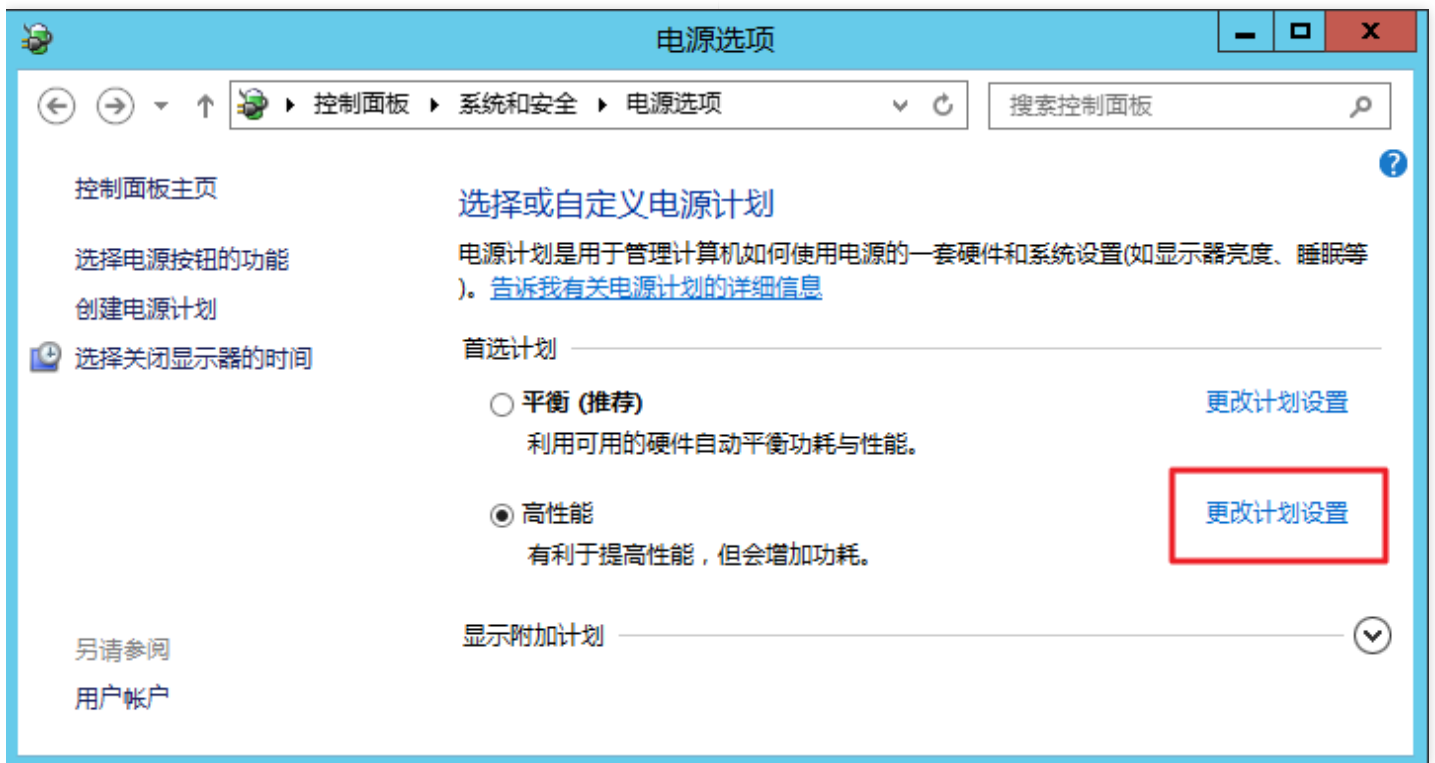 电源选项
控制面板 系统和安全 电源选项
搜索控制面板
控制面板主页
选择电源按钮的功能
创建电源计划
选择关闭显示器的时间
选择或自定义电源计划
电源计划是用于管理计算机如何使用电源的一套硬件和系统设置(如显示器亮度、睡眠等
)。告诉我有关电源计划的详细信息
首选计划
平衡 (推荐)
更改计划设置
利用可用的硬件自动平衡功耗与性能。
高性能
更改计划设置
有利于提高性能，但会增加功耗。
显示附加计划
另请参阅
用户帐户